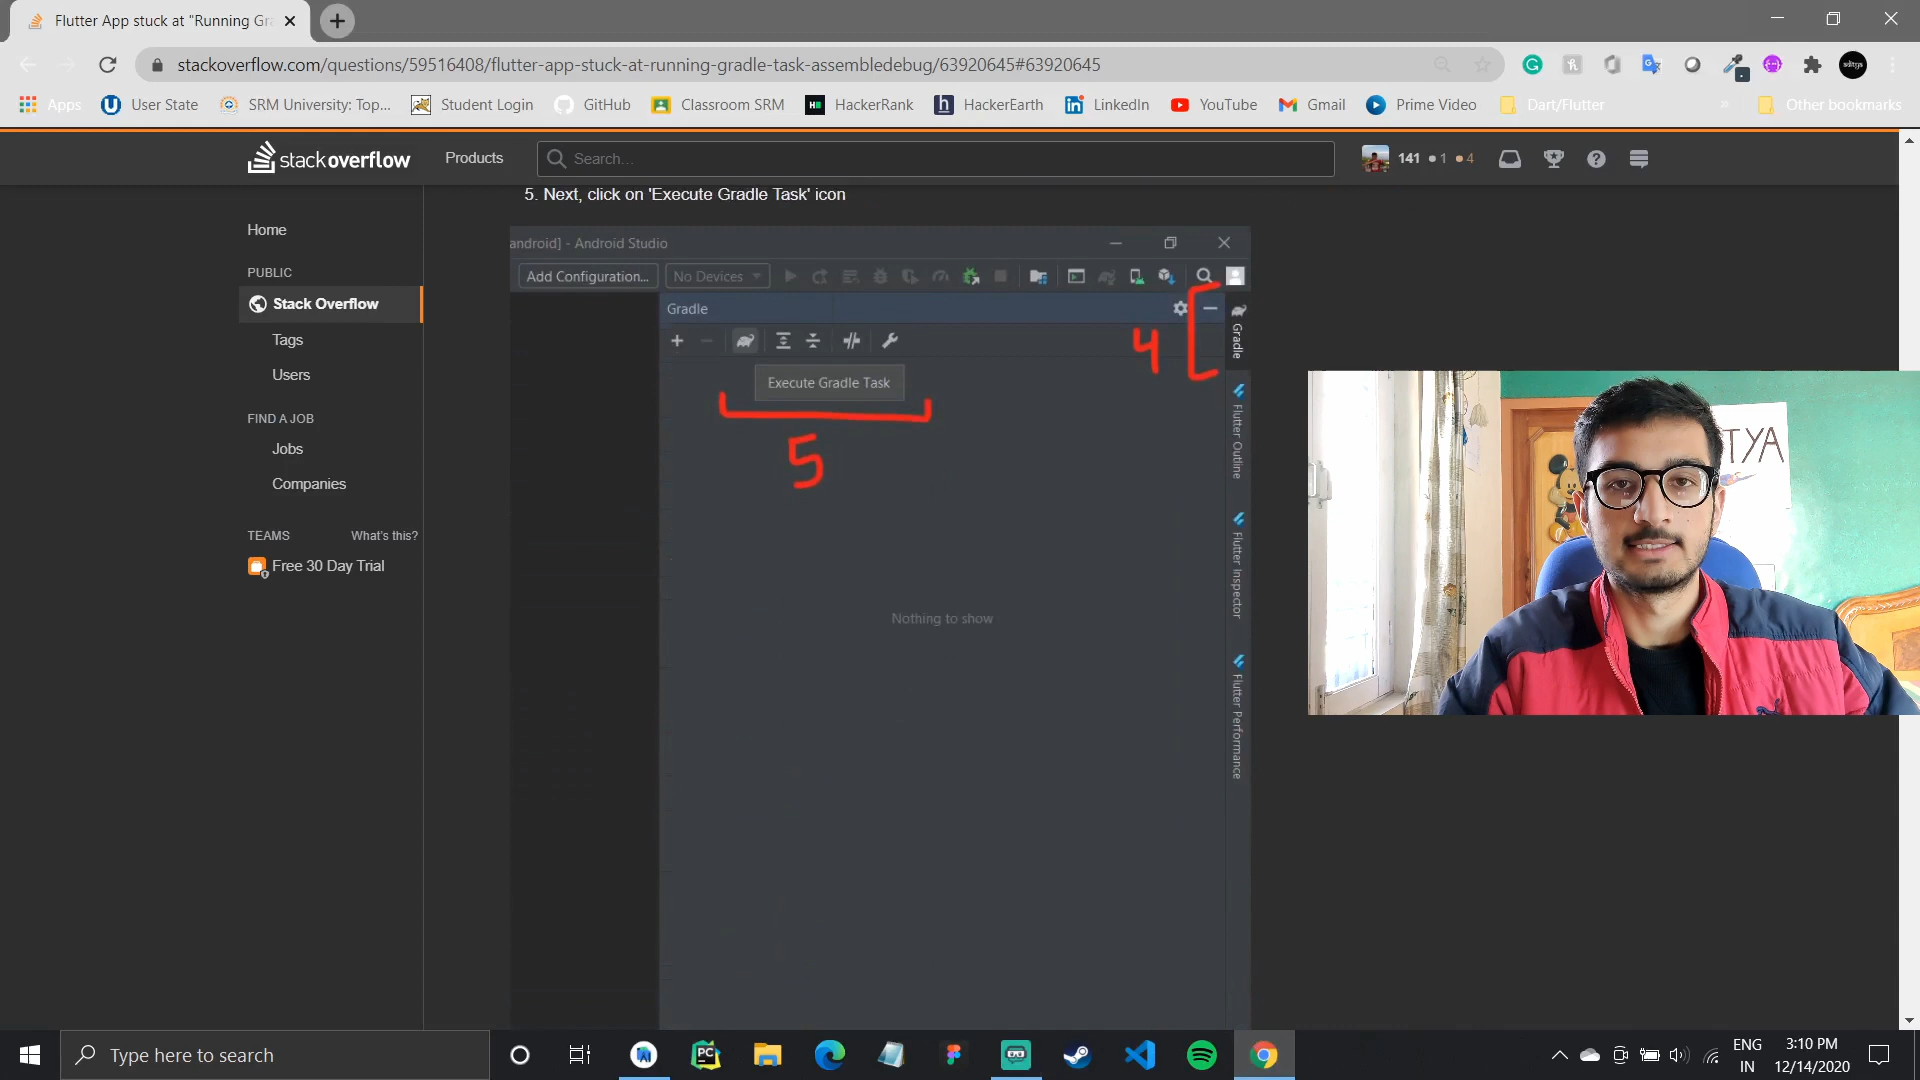 Flutter App stuck at "Running Gra
stackoverflow.com/questions/59516408/flutter-app-stuck-at-running-gradle-task-assembledebug/63920645#63920645
aditya
Apps
User State
SRM University: Top...
Student Login
GitHub
Classroom SRM
HackerRank
HackerEarth
LinkedIn
YouTube
Gmail
Prime Video
Dart/Flutter
»
Other bookmarks
stackoverflow
Products
Search...
141 1 4
5. Next, click on 'Execute Gradle Task' icon
Home
PUBLIC
Stack Overflow
Tags
Users
FIND A JOB
Jobs
Companies
TEAMS
What's this?
Free 30 Day Trial
android] - Android Studio
Add Configuration...
No Devices
Gradle
Execute Gradle Task
4
5
Nothing to show
Gradle
Flutter Outline
Flutter Inspector
Flutter Performance
TYA
Type here to search
PC
ENG
IN
3:10 PM
12/14/2020